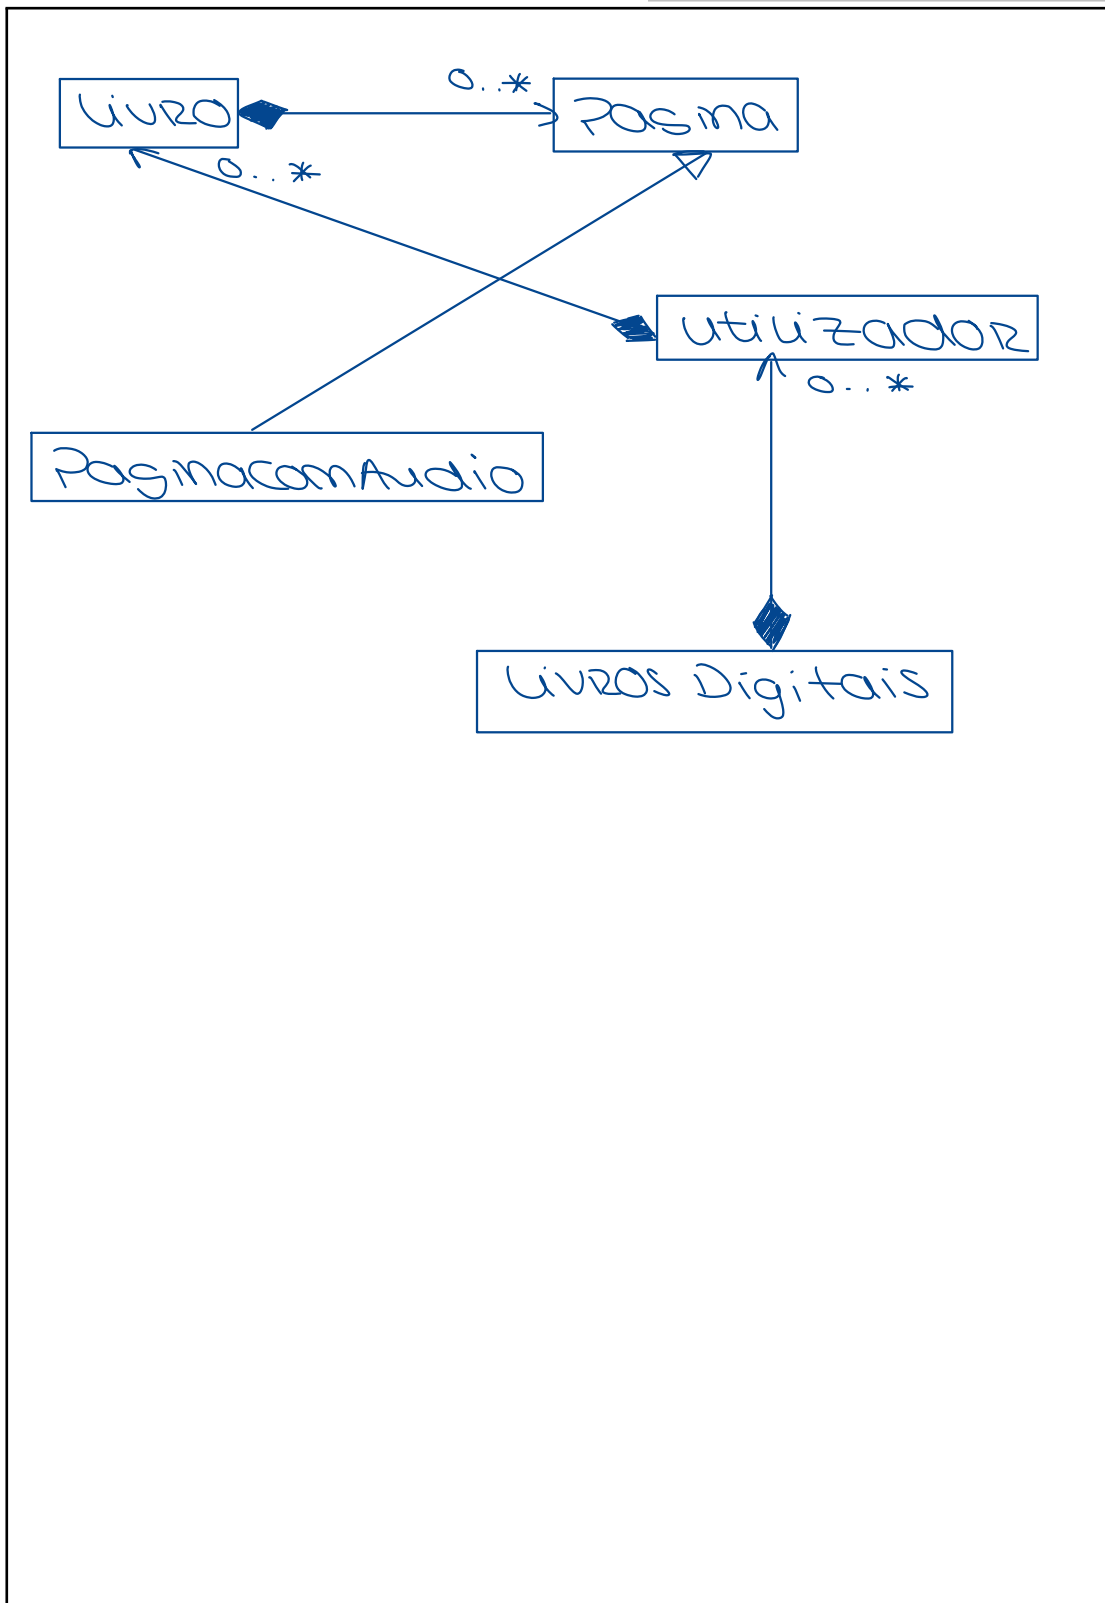 Livro
0..*
Pagina
0..*
Utilizador
0..*
PaginacomAudio
Livros Digitais